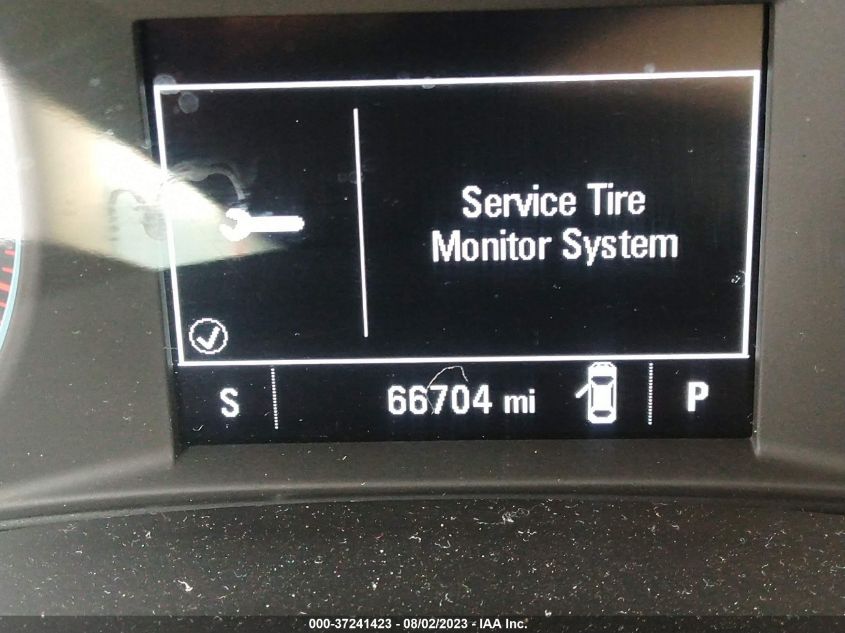 Service Tire
Monitor System
S
66704 mi
P
000-37241423 - 08/02/2023 - IAA Inc.